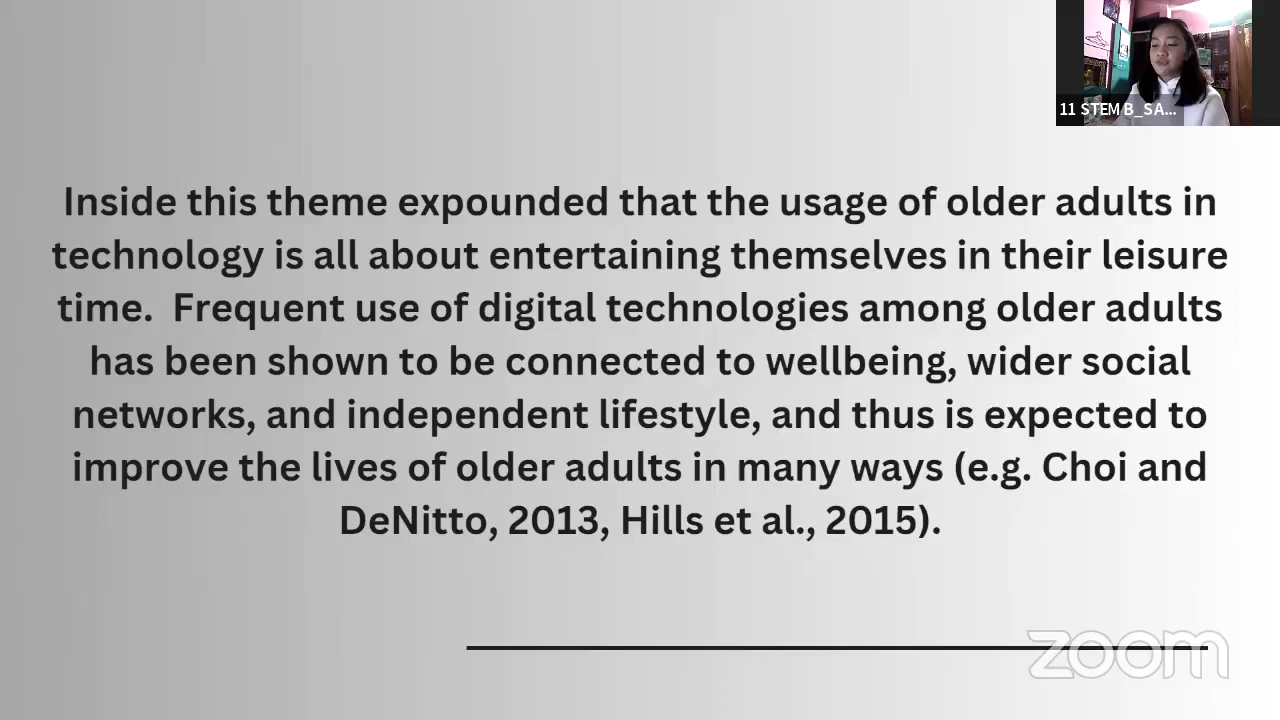 11 STEM B_SA...
Inside this theme expounded that the usage of older adults in
technology is all about entertaining themselves in their leisure
time.  Frequent use of digital technologies among older adults
has been shown to be connected to wellbeing, wider social
networks, and independent lifestyle, and thus is expected to
improve the lives of older adults in many ways (e.g. Choi and
DeNitto, 2013, Hills et al., 2015).
zoom